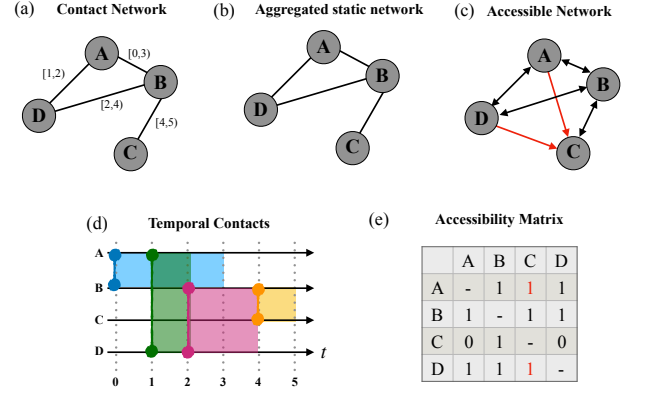 (a) Contact Network
A
[0,3)
[1,2)
B
[2,4)
D
[4,5)
C
(b) Aggregated static network
A
B
D
C
(c) Accessible Network
A
B
D
C
(d) Temporal Contacts
A
B
C
D
t
0 1 2 3 4 5
(e) Accessibility Matrix
A B C D
A - 1 1 1
B 1 - 1 1
C 0 1 - 0
D 1 1 1 -